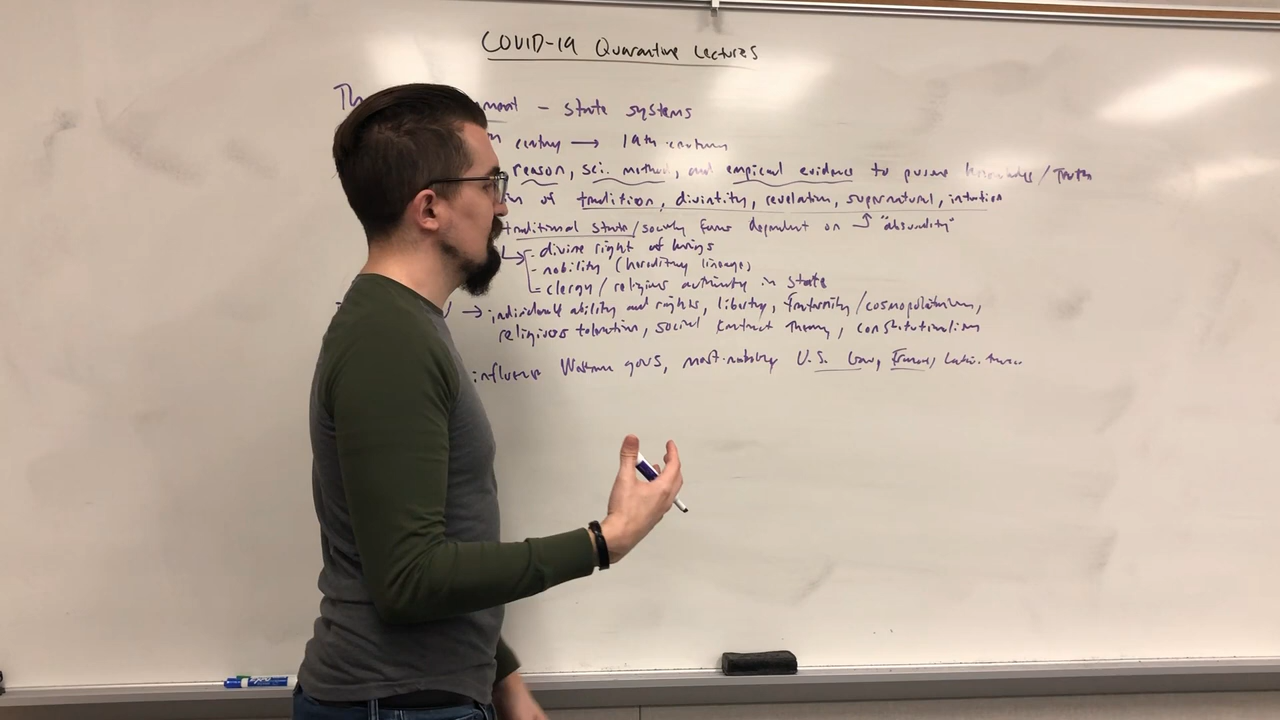 COVID-19 Quarantine Lectures
Th ment - state systems
century → 19th century
reason, sci. method, and empirical evidence to pursue knowledge/Truth
of tradition, divinity, revelation, supernatural, intuition
traditional state/society forms dependent on ↑ "absurdity"
- divine right of kings
- nobility (hereditary lineage)
- clergy/religious authority in state
→ individual ability and rights, liberty, fraternity/cosmopolitanism,
religious toleration, social contract theory, constitutionalism
influence Western govs, most notably U.S. Gov, France, Latin